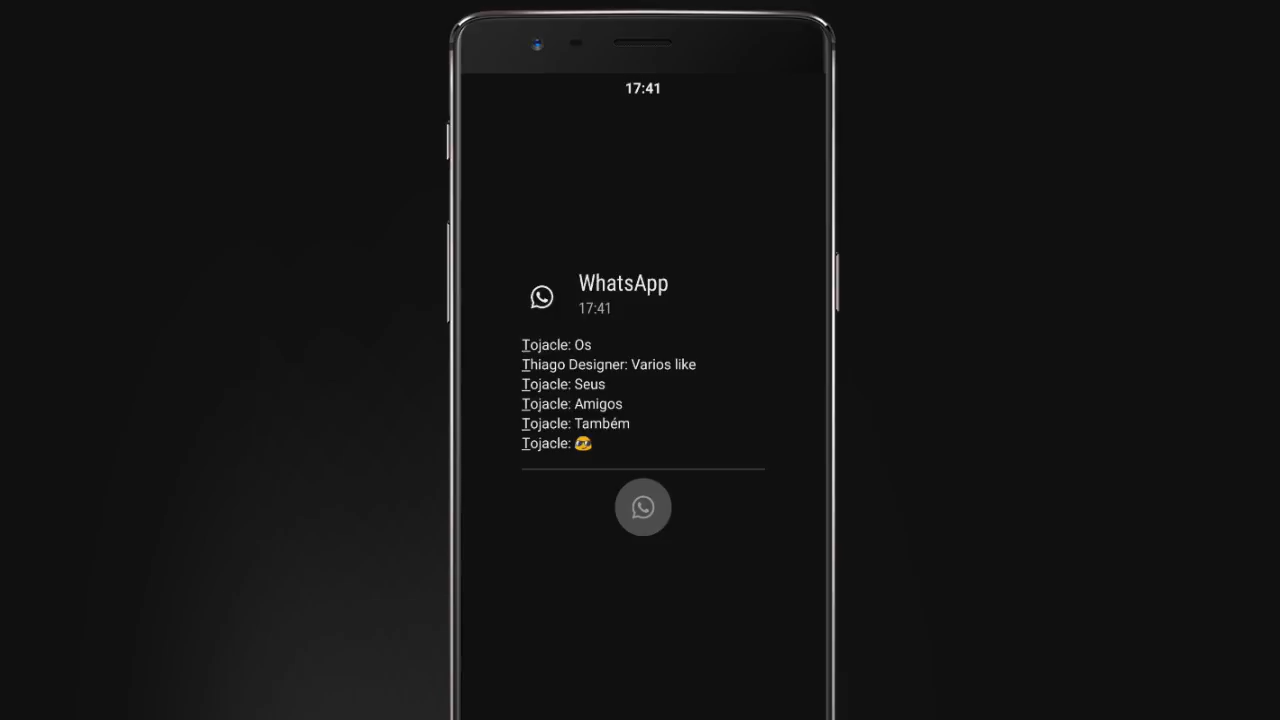 17:41
WhatsApp
17:41
Tojacle: Os
Thiago Designer: Varios like
Tojacle: Seus
Tojacle: Amigos
Tojacle: Também
Tojacle: